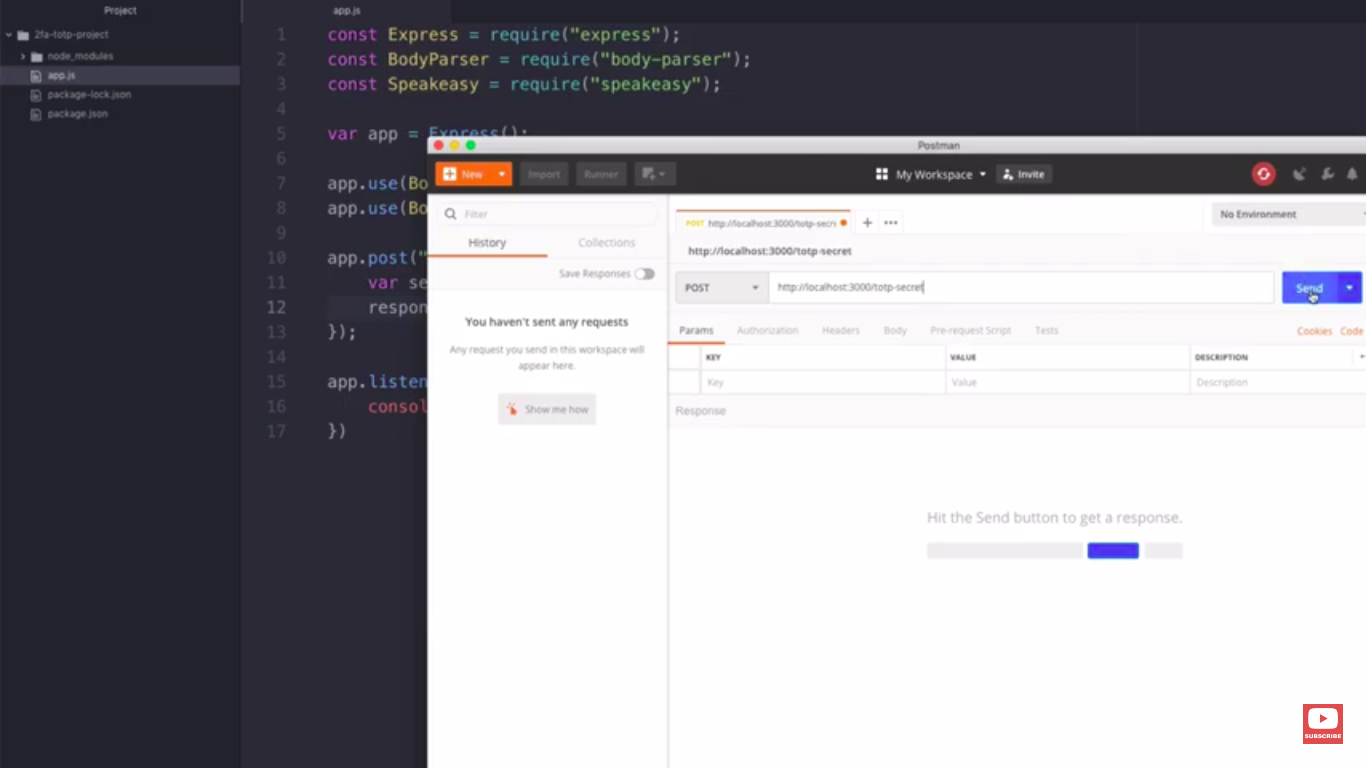 Project
2fa-totp-project
node_modules
app.js
package-lock.json
package.json
app.js
1 const Express = require("express");
2 const BodyParser = require("body-parser");
3 const Speakeasy = require("speakeasy");
4
5 var app = Express();
6
7 app.use(Bo
8 app.use(Bo
9
10 app.post("
11 var se
12 respon
13 });
14
15 app.listen
16 consol
17 })
Postman
New Import Runner My Workspace Invite
Filter
History Collections
Save Responses
You haven't sent any requests
Any request you send in this workspace will
appear here.
Show me how
POST http://localhost:3000/totp-secr ••• No Environment
http://localhost:3000/totp-secret
POST http://localhost:3000/totp-secret Send
Params Authorization Headers Body Pre-request Script Tests Cookies Code
KEY VALUE DESCRIPTION
Key Value Description
Response
Hit the Send button to get a response.
SUBSCRIBE